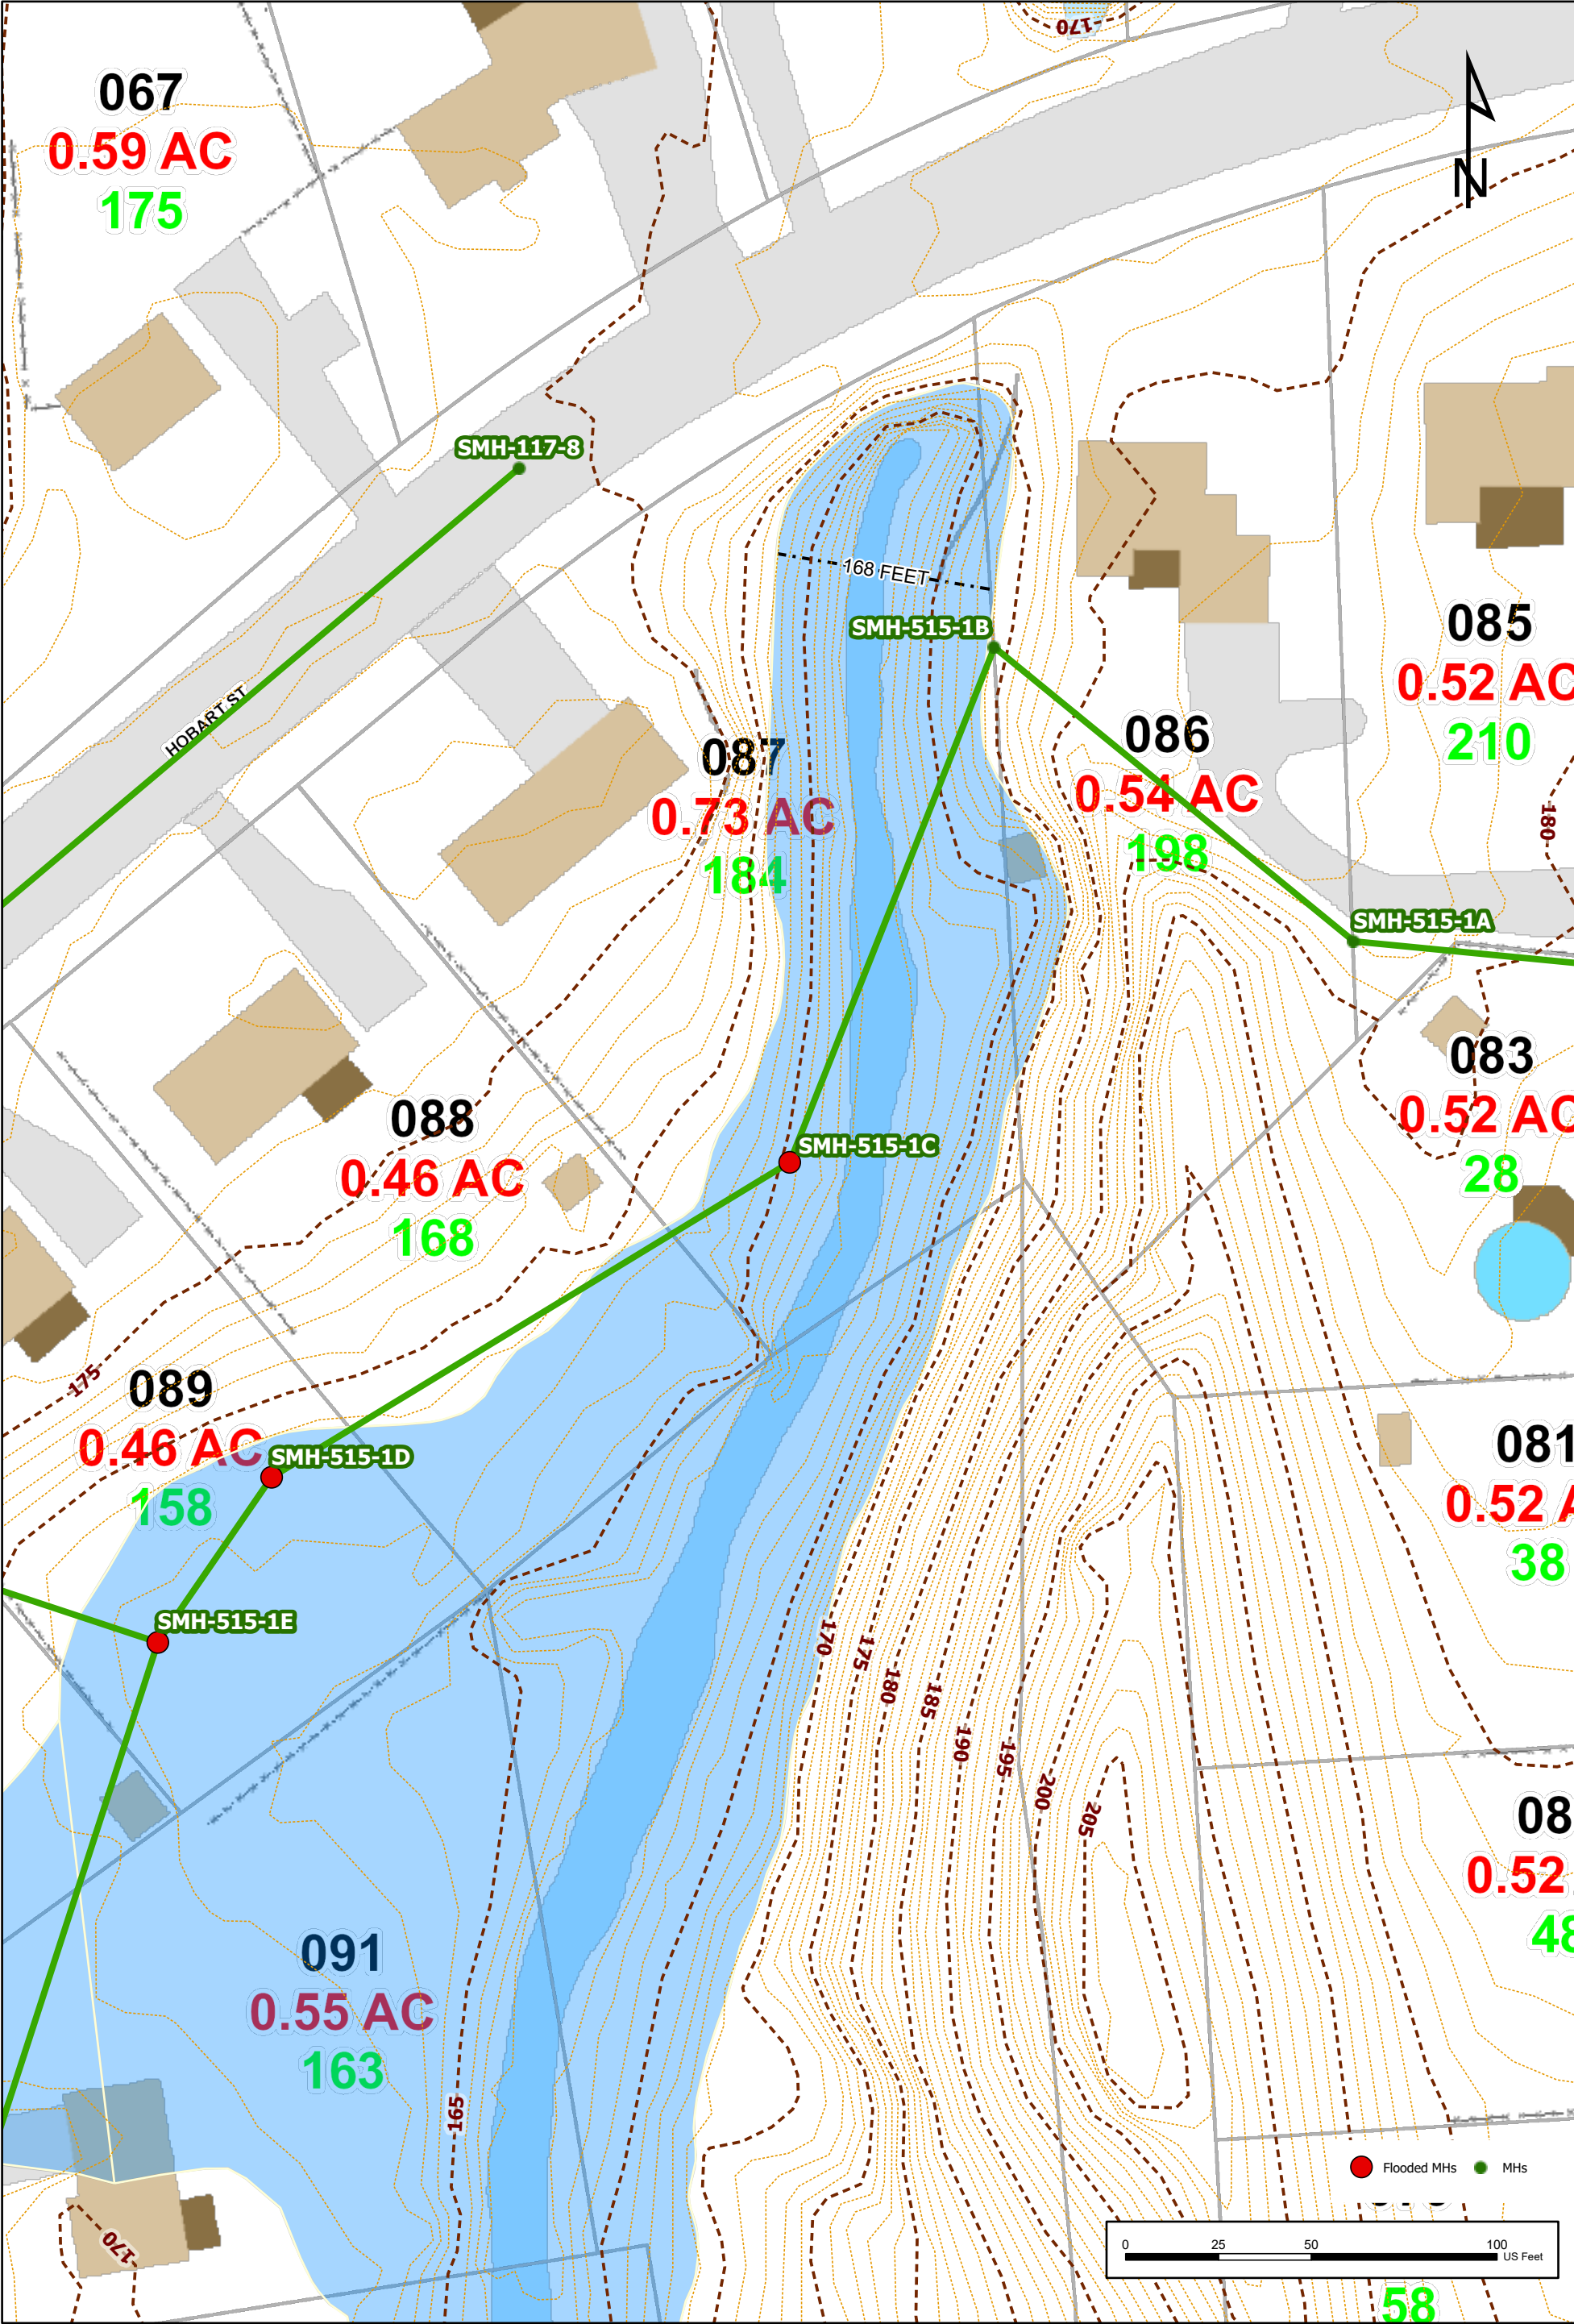 170
067
0.59 AC
175
N
SMH-117-8
168 FEET
SMH-515-1B
085
0.52 AC
210
HOBART ST
087
0.73 AC
184
086
0.54 AC
198
180
SMH-515-1A
083
0.52 AC
28
088
0.46 AC
168
SMH-515-1C
175
089
0.46 AC
158
SMH-515-1D
081
0.52 A
38
SMH-515-1E
170
175
180
185
190
195
200
205
08
0.52
48
091
0.55 AC
163
165
170
Flooded MHs
MHs
0 25 50 100
US Feet
58